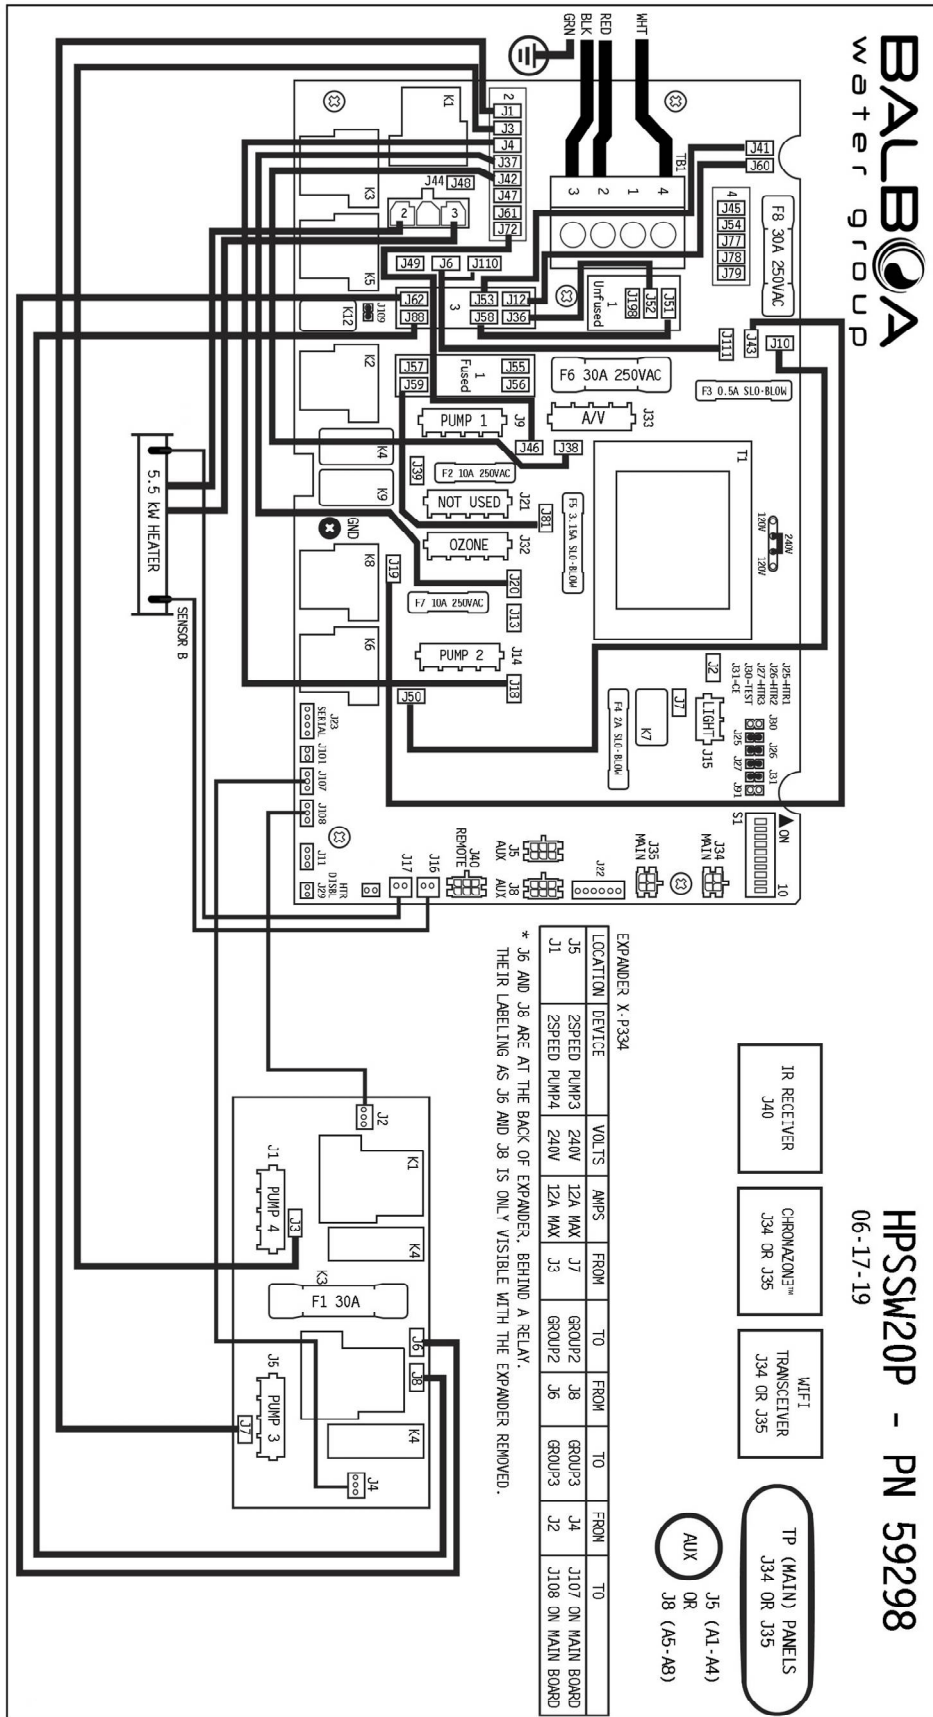 BALBOA
water group
HPSSW20P - PN 59298
06-17-19
IR RECEIVER
J40
CHROMAZONE™
J34 OR J35
WIFI
TRANSCEIVER
J34 OR J35
TP (MAIN) PANELS
J34 OR J35
AUX
J5 (A1-A4)
OR
J8 (A5-A8)
WHT
RED
BLK
GRN
TB1
4
1
2
3
J41
J60
4
J45
J54
J77
J78
J79
F8 30A 250VAC
J10
J43
J111
F3 0.5A SLO-BLOW
1
Unfused
J51
J52
J198
F6 30A 250VAC
A/V
J33
T1
240V
120V
120V
J25-HTR1
J26-HTR2
J27-HTR3
J30-TEST
J31-CE
J30
J26
J31
J25
J27
J91
S1
ON
10
J2
J7
LIGHT
J15
K7
F4 2A SLO-BLOW
J34
MAIN
J35
MAIN
J22
J5
AUX
J8
AUX
J40
REMOTE
J16
J17
HTR
DISBL
J29
J11
J108
J107
J101
J23
SERIAL
2
J1
J3
J4
J37
J42
J47
J61
J72
K1
K3
J44
J48
2
3
K5
K12
J109
J49
J6
J110
3
J53
J12
J62
J58
J36
J88
1
Fused
J55
J56
J57
J59
K2
K4
K9
PUMP 1
J9
J46
J38
J39
F2 10A 250VAC
NOT USED
J21
J81
F5 3.15A SLO-BLOW
OZONE
J32
GND
K8
J19
J20
J13
F7 10A 250VAC
K6
PUMP 2
J14
J18
J50
5.5 kW HEATER
SENSOR B
EXPANDER X-P334
LOCATION DEVICE VOLTS AMPS FROM TO FROM TO FROM TO
J5 2SPEED PUMP3 240V 12A MAX J7 GROUP2 J8 GROUP3 J4 J107 ON MAIN BOARD
J1 2SPEED PUMP4 240V 12A MAX J3 GROUP2 J6 GROUP3 J2 J108 ON MAIN BOARD
* J6 AND J8 ARE AT THE BACK OF EXPANDER, BEHIND A RELAY.
THEIR LABELING AS J6 AND J8 IS ONLY VISIBLE WITH THE EXPANDER REMOVED.
J2
K1
J1
PUMP 4
J3
K4
K3
F1 30A
J6
J8
J5
PUMP 3
J7
K4
J4